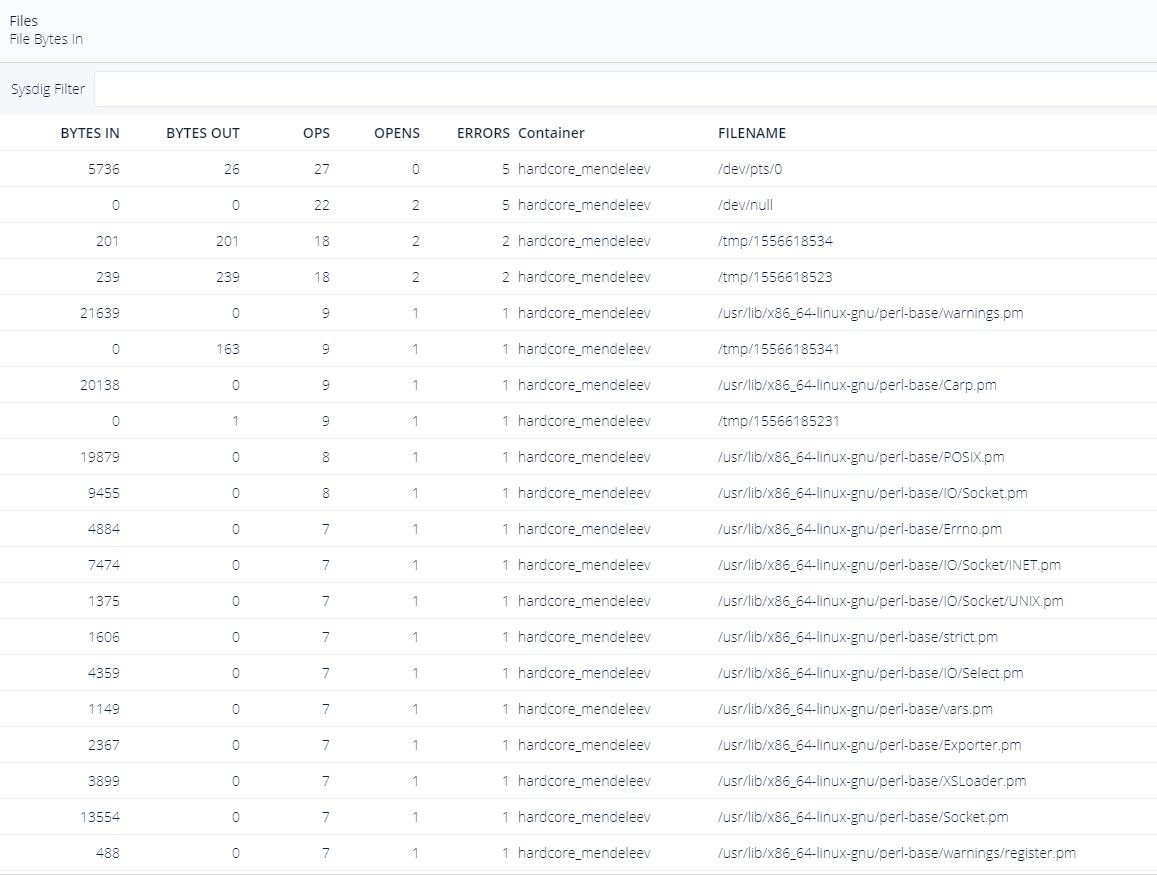 Files
File Bytes In
Sysdig Filter
BYTES IN BYTES OUT OPS OPENS ERRORS Container FILENAME
5736 26 27 0 5 hardcore_mendeleev /dev/pts/0
0 0 22 2 5 hardcore_mendeleev /dev/null
201 201 18 2 2 hardcore_mendeleev /tmp/1556618534
239 239 18 2 2 hardcore_mendeleev /tmp/1556618523
21639 0 9 1 1 hardcore_mendeleev /usr/lib/x86_64-linux-gnu/perl-base/warnings.pm
0 163 9 1 1 hardcore_mendeleev /tmp/15566185341
20138 0 9 1 1 hardcore_mendeleev /usr/lib/x86_64-linux-gnu/perl-base/Carp.pm
0 1 9 1 1 hardcore_mendeleev /tmp/15566185231
19879 0 8 1 1 hardcore_mendeleev /usr/lib/x86_64-linux-gnu/perl-base/POSIX.pm
9455 0 8 1 1 hardcore_mendeleev /usr/lib/x86_64-linux-gnu/perl-base/IO/Socket.pm
4884 0 7 1 1 hardcore_mendeleev /usr/lib/x86_64-linux-gnu/perl-base/Errno.pm
7474 0 7 1 1 hardcore_mendeleev /usr/lib/x86_64-linux-gnu/perl-base/IO/Socket/INET.pm
1375 0 7 1 1 hardcore_mendeleev /usr/lib/x86_64-linux-gnu/perl-base/IO/Socket/UNIX.pm
1606 0 7 1 1 hardcore_mendeleev /usr/lib/x86_64-linux-gnu/perl-base/strict.pm
4359 0 7 1 1 hardcore_mendeleev /usr/lib/x86_64-linux-gnu/perl-base/IO/Select.pm
1149 0 7 1 1 hardcore_mendeleev /usr/lib/x86_64-linux-gnu/perl-base/vars.pm
2367 0 7 1 1 hardcore_mendeleev /usr/lib/x86_64-linux-gnu/perl-base/Exporter.pm
3899 0 7 1 1 hardcore_mendeleev /usr/lib/x86_64-linux-gnu/perl-base/XSLoader.pm
13554 0 7 1 1 hardcore_mendeleev /usr/lib/x86_64-linux-gnu/perl-base/Socket.pm
488 0 7 1 1 hardcore_mendeleev /usr/lib/x86_64-linux-gnu/perl-base/warnings/register.pm